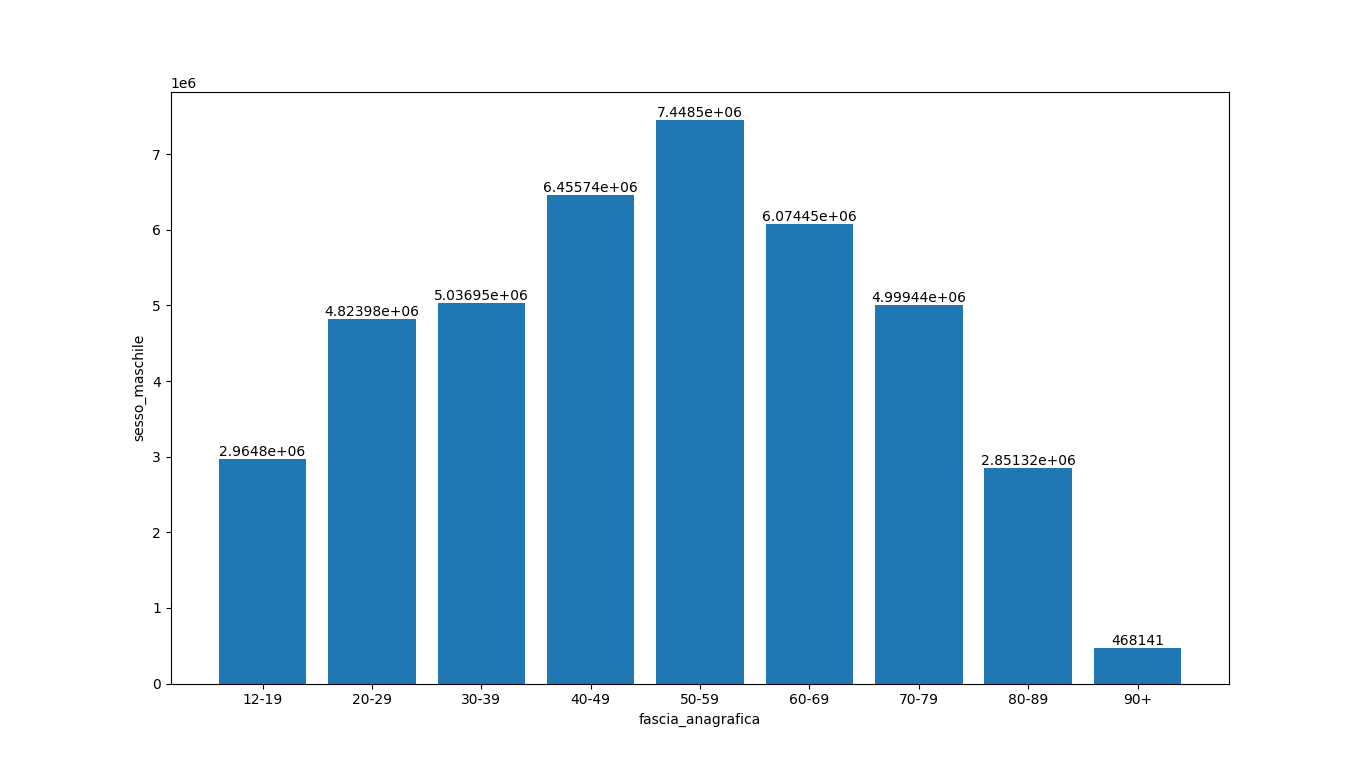 1e6
7.4485e+06
7
6.45574e+06
6.07445e+06
6
5.03695e+06
4.99944e+06
4.82398e+06
5
sesso_maschile
4
2.9648e+06
2.85132e+06
3
2
468141
1
0
12-19 20-29 30-39 40-49 50-59 60-69 70-79 80-89 90+
fascia_anagrafica